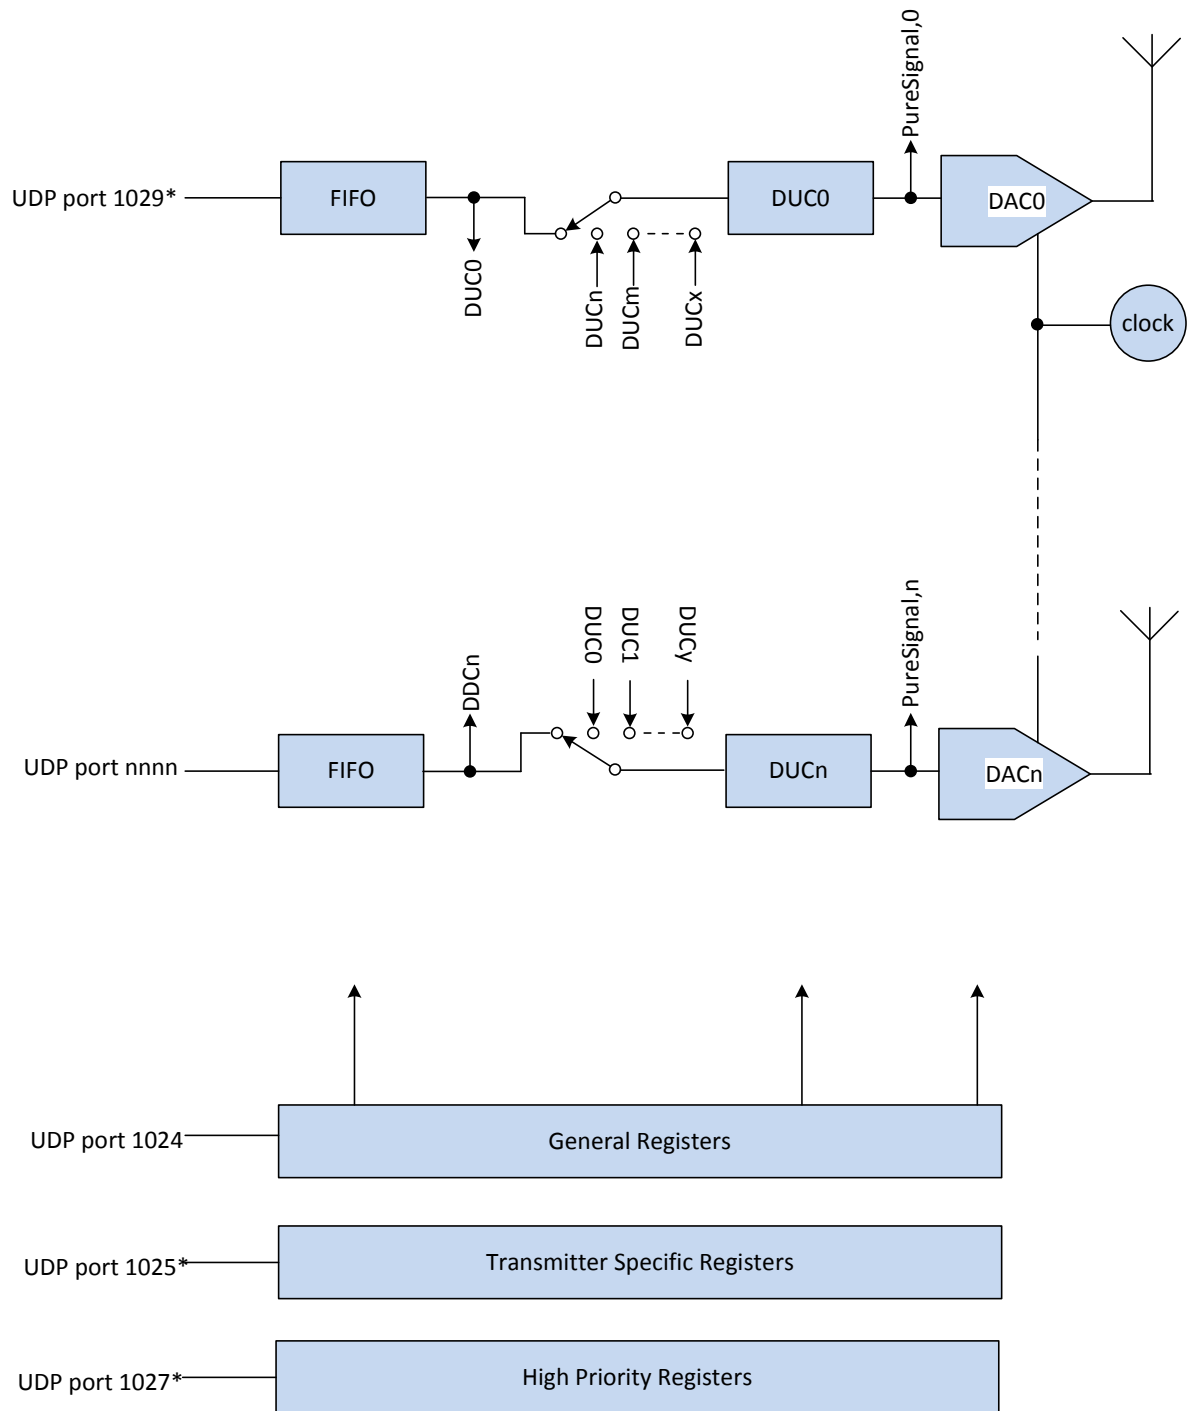 PureSignal,0
UDP port 1029*
FIFO
DUC0
DAC0
DUC0
DUCn
DUCm
DUCx
clock
DUC0
DUC1
DUCy
DDCn
PureSignal,n
UDP port nnnn
FIFO
DUCn
DACn
UDP port 1024
General Registers
UDP port 1025*
Transmitter Specific Registers
UDP port 1027*
High Priority Registers